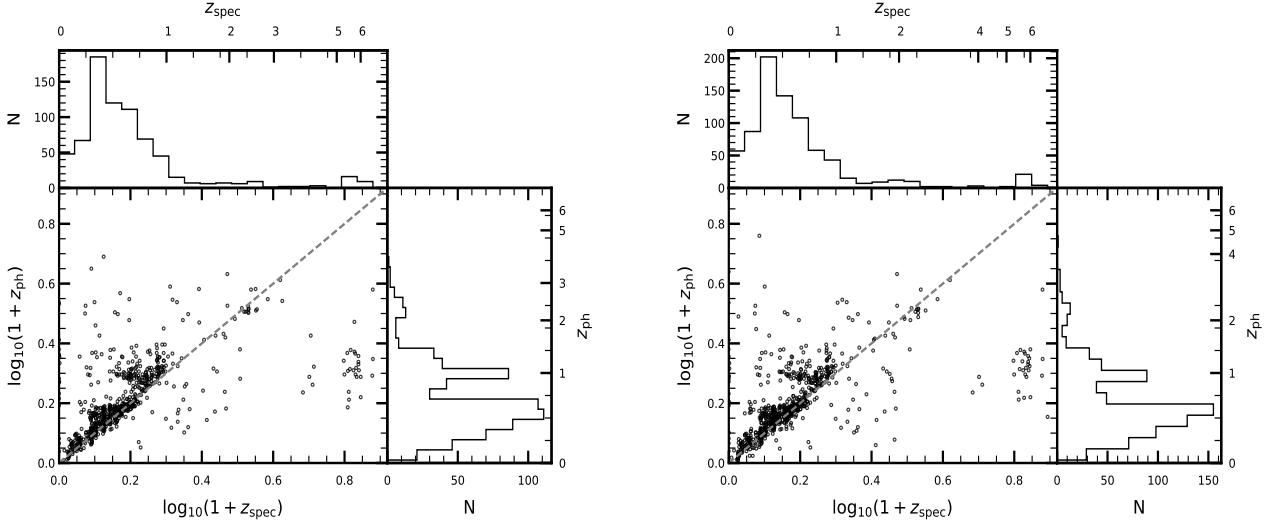 z_spec
0 1 2 3 4 5 6
N
150
100
50
0
0.8
0.6
0.4
0.2
0.0
log₁₀(1 + z_ph)
0.0 0.2 0.4 0.6 0.8
log₁₀(1 + z_spec)
6
5
3
2
1
0
z_ph
0 50 100
N
z_spec
0 1 2 4 5 6
N
200
150
100
50
0
0.8
0.6
0.4
0.2
0.0
log₁₀(1 + z_ph)
0.0 0.2 0.4 0.6 0.8
log₁₀(1 + z_spec)
6
5
4
2
1
0
z_ph
0 50 100 150
N